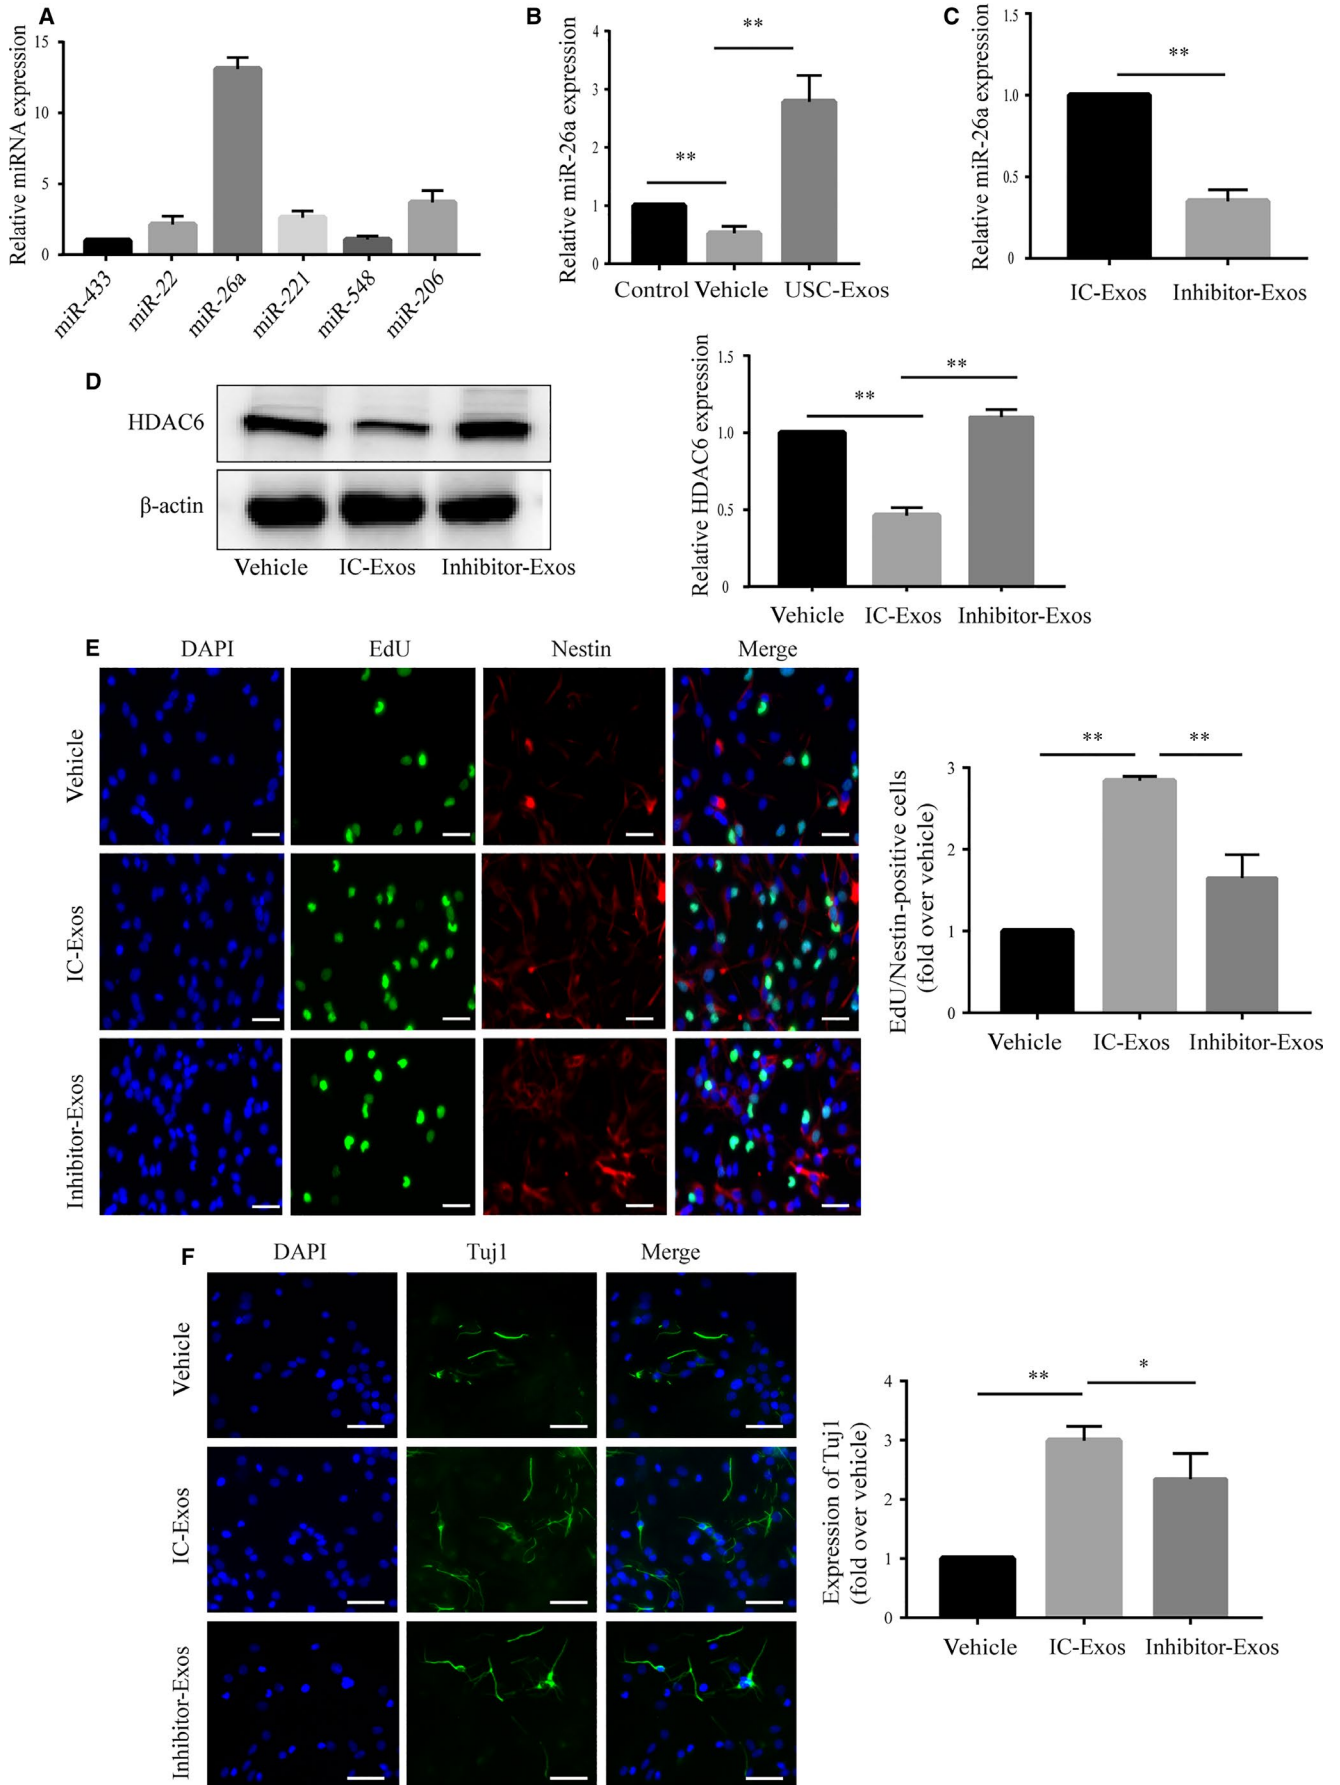 A
Relative miRNA expression
15
10
5
0
miR-433
miR-22
miR-26a
miR-221
miR-548
miR-206
B
Relative miR-26a expression
4
3
2
1
0
**
**
Control Vehicle USC-Exos
C
Relative miR-26a expression
1.5
1.0
0.5
0
**
IC-Exos Inhibitor-Exos
D
HDAC6
β-actin
Vehicle IC-Exos Inhibitor-Exos
Relative HDAC6 expression
1.5
1.0
0.5
0
**
**
Vehicle IC-Exos Inhibitor-Exos
E
DAPI EdU Nestin Merge
Vehicle
IC-Exos
Inhibitor-Exos
EdU/Nestin-positive cells
(fold over vehicle)
3
2
1
0
** **
Vehicle IC-Exos Inhibitor-Exos
F
DAPI Tuj1 Merge
Vehicle
IC-Exos
Inhibitor-Exos
Expression of Tuj1
(fold over vehicle)
4
3
2
1
0
** *
Vehicle IC-Exos Inhibitor-Exos